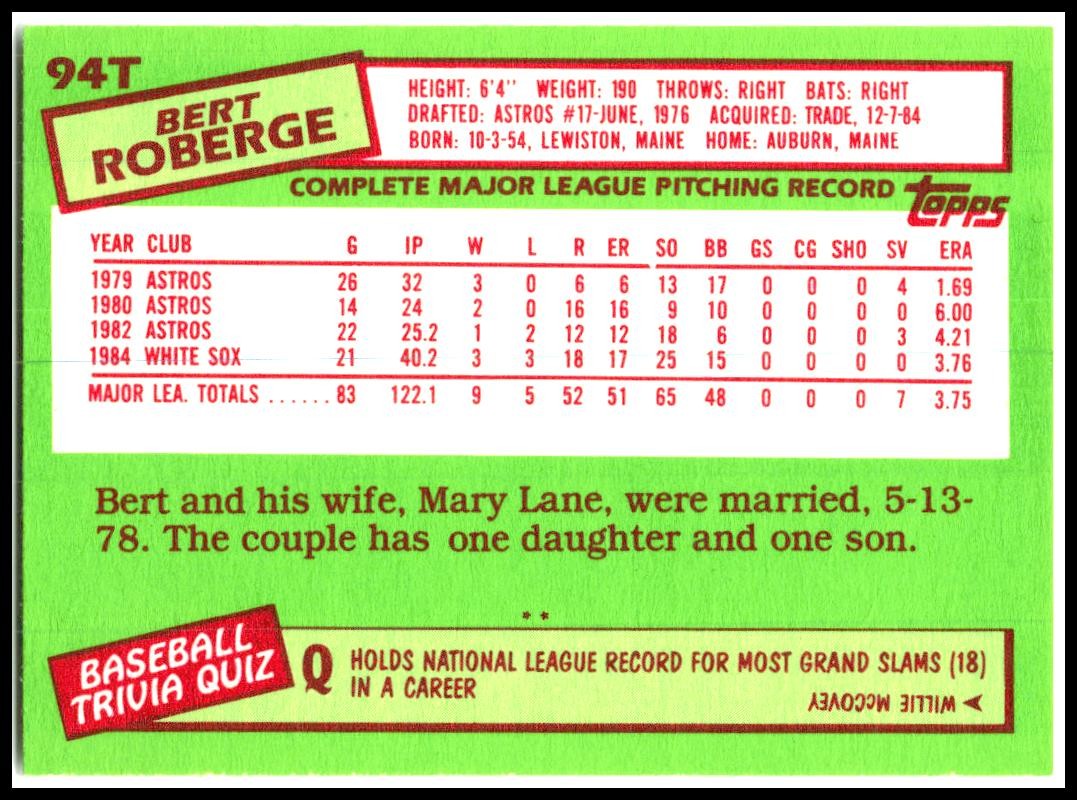 94T
BERT
ROBERGE
HEIGHT: 6'4" WEIGHT: 190 THROWS: RIGHT BATS: RIGHT
DRAFTED: ASTROS #17-JUNE, 1976 ACQUIRED: TRADE, 12-7-84
BORN: 10-3-54, LEWISTON, MAINE HOME: AUBURN, MAINE
COMPLETE MAJOR LEAGUE PITCHING RECORD
topps
YEAR CLUB G IP W L R ER SO BB GS CG SHO SV ERA
1979 ASTROS 26 32 3 0 6 6 13 17 0 0 0 4 1.69
1980 ASTROS 14 24 2 0 16 16 9 10 0 0 0 0 6.00
1982 ASTROS 22 25.2 1 2 12 12 18 6 0 0 0 3 4.21
1984 WHITE SOX 21 40.2 3 3 18 17 25 15 0 0 0 0 3.76
MAJOR LEA. TOTALS ...... 83 122.1 9 5 52 51 65 48 0 0 0 7 3.75
Bert and his wife, Mary Lane, were married, 5-13-
78. The couple has one daughter and one son.
**
BASEBALL
TRIVIA QUIZ
Q HOLDS NATIONAL LEAGUE RECORD FOR MOST GRAND SLAMS (18)
IN A CAREER
WILLIE MCCOVEY